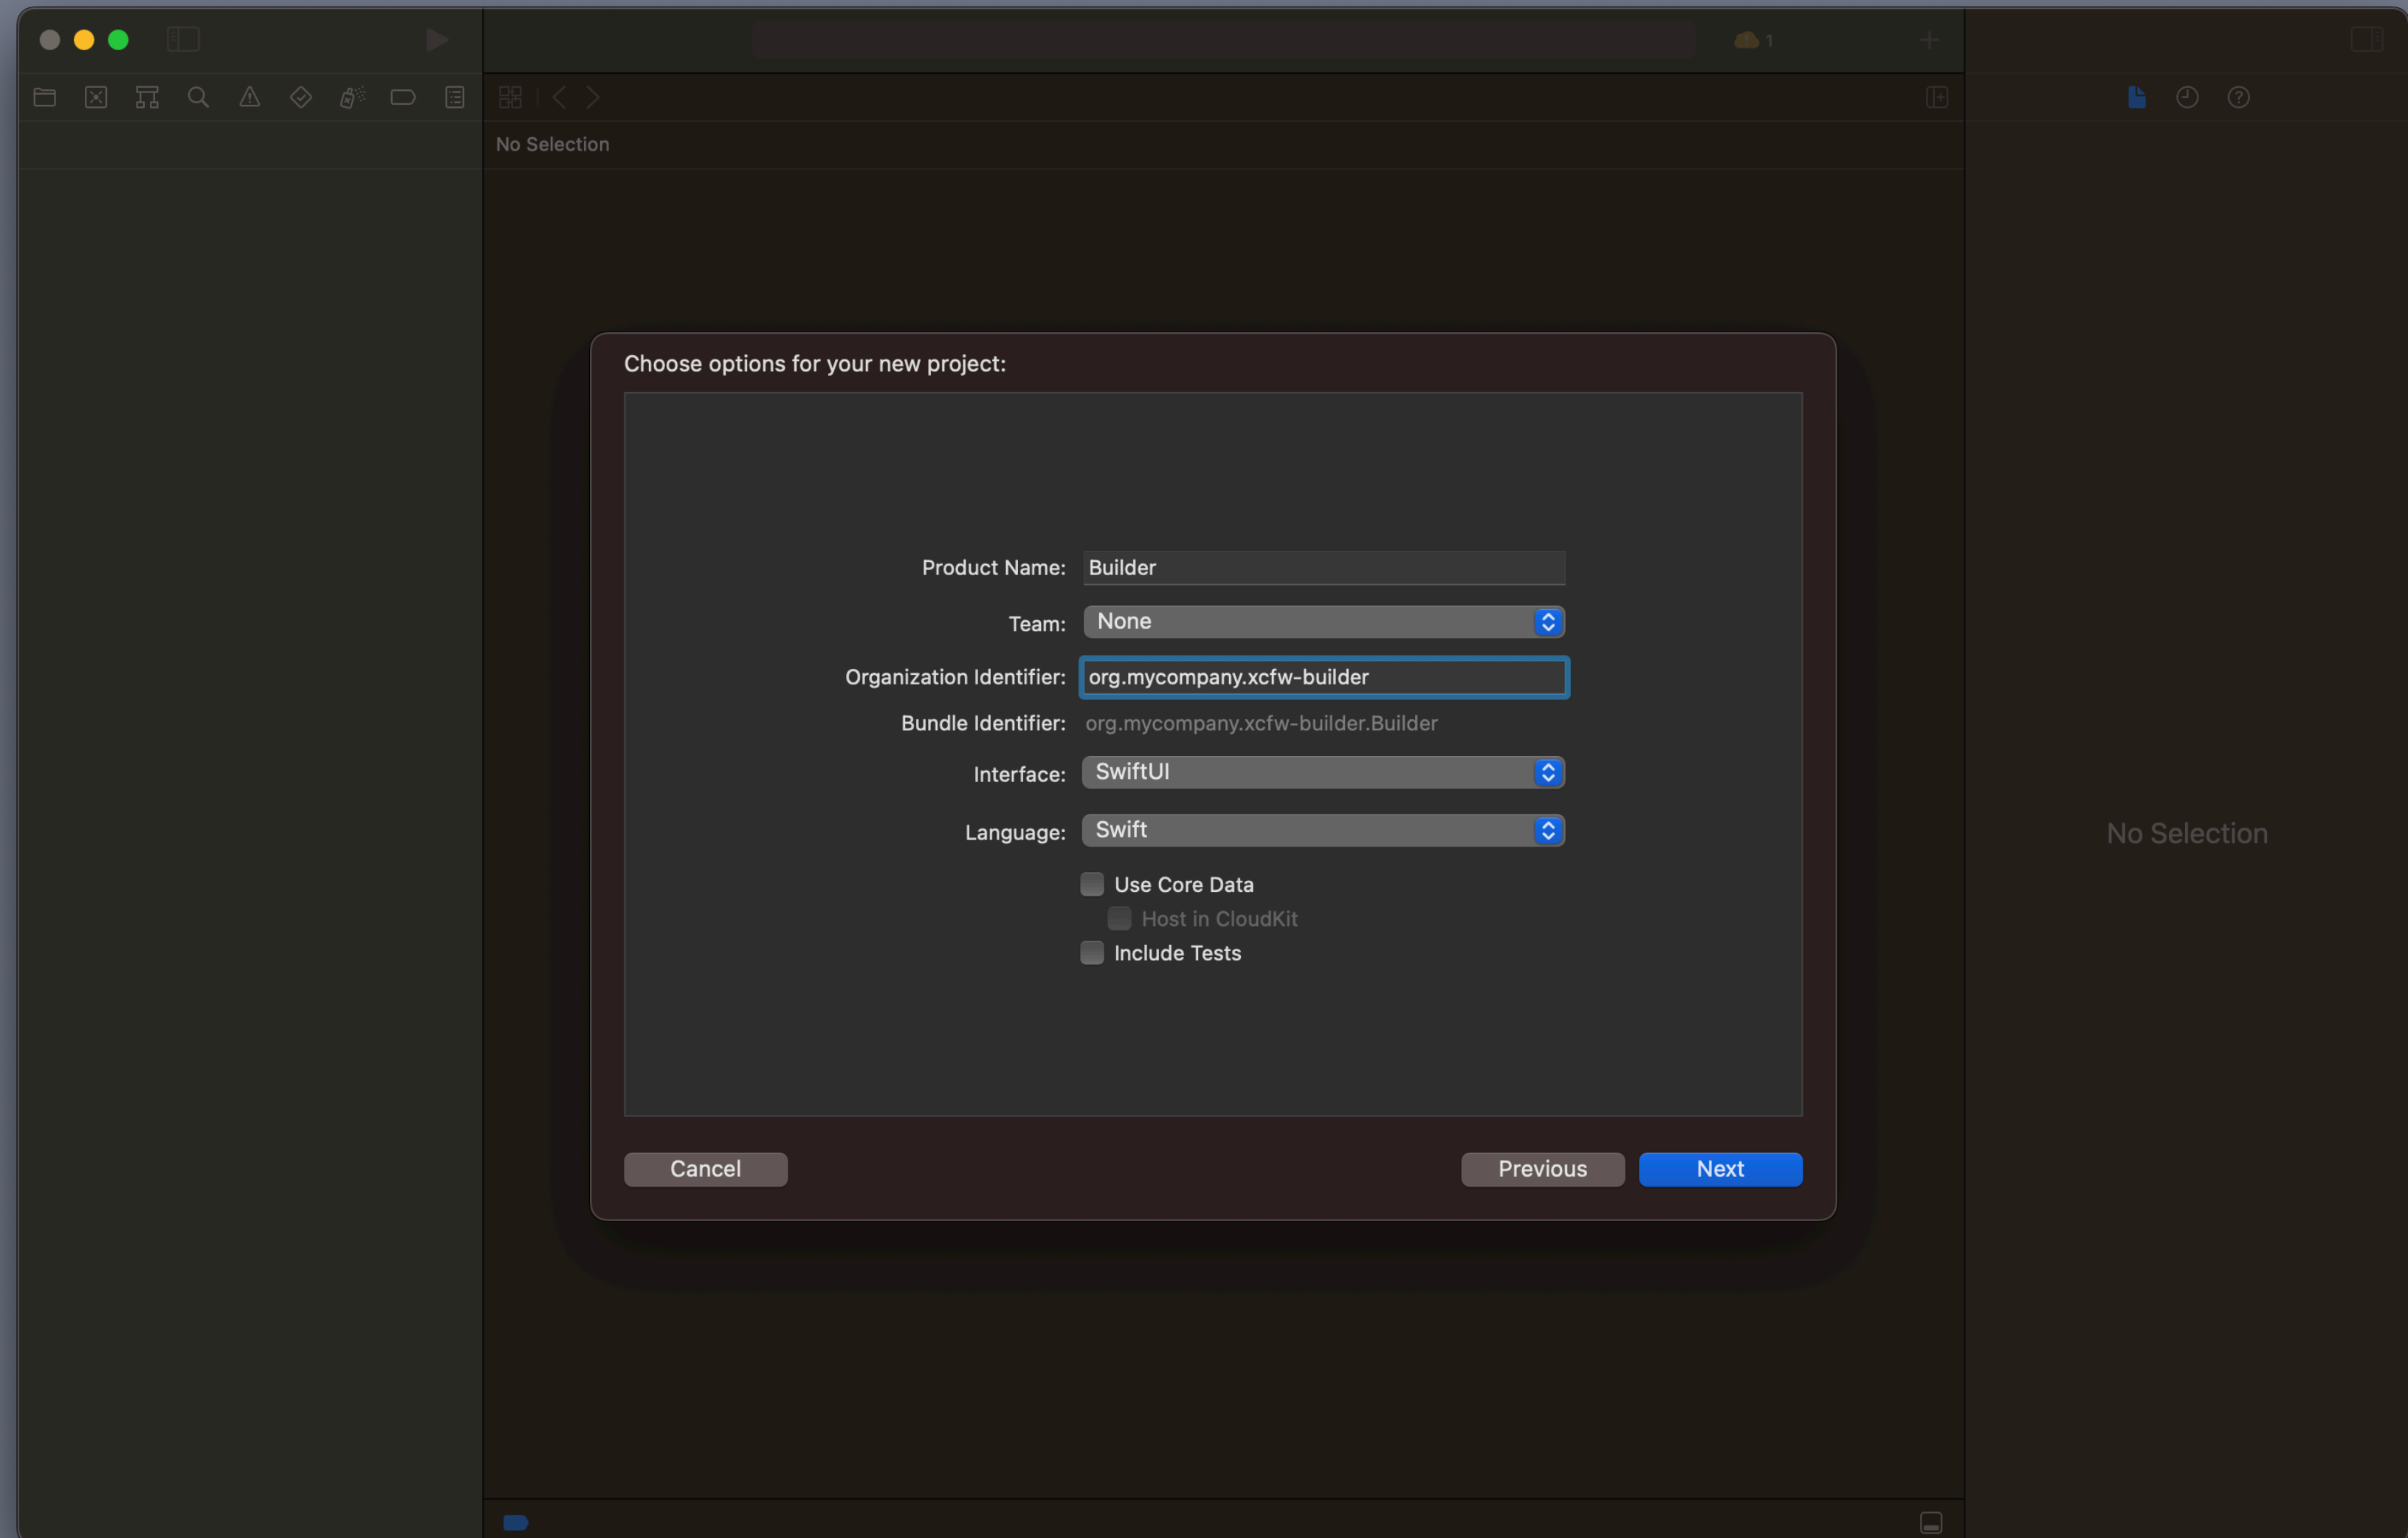 1
No Selection
Choose options for your new project:
Product Name: Builder
Team: None
Organization Identifier: org.mycompany.xcfw-builder
Bundle Identifier: org.mycompany.xcfw-builder.Builder
Interface: SwiftUI
Language: Swift
Use Core Data
Host in CloudKit
Include Tests
Cancel Previous Next
No Selection